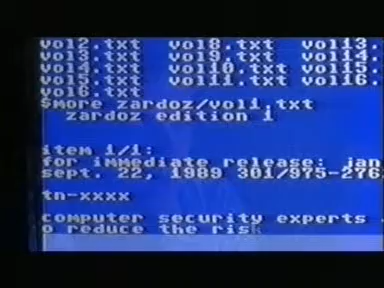 vol2.txt vol8.txt vol13.
vol3.txt vol9.txt vol14.
vol4.txt vol10.txt vol15.
vol5.txt vol11.txt vol16.
vol6.txt
$more zardoz/vol1.txt
zardoz edition 1
item 1/1:
for immediate release: jan
sept. 22, 1989 301/975-276
tn-xxxx
computer security experts
o reduce the risk